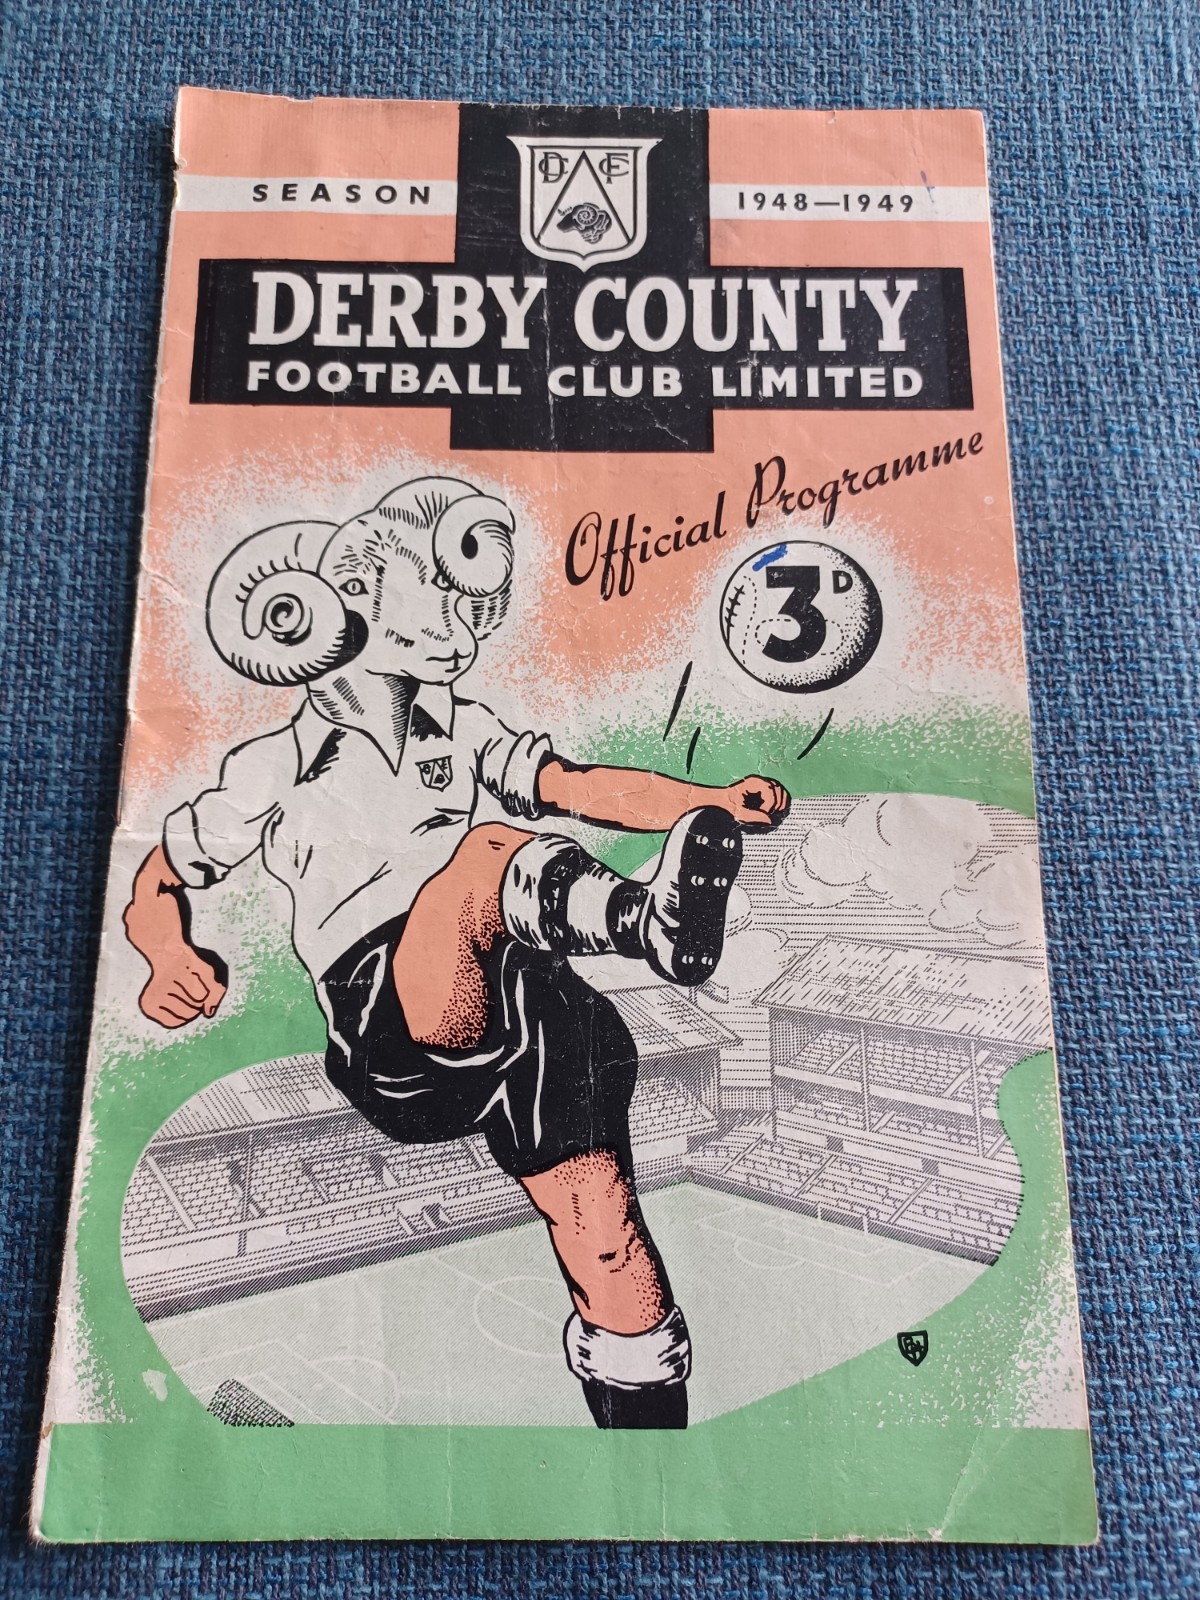 SEASON
1948—1949
DCFC
DERBY COUNTY
FOOTBALL CLUB LIMITED
Official Programme
3D